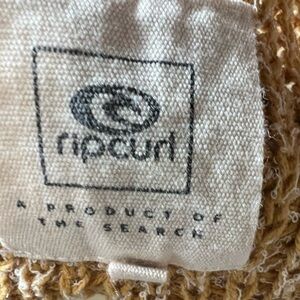 ripcurl
A PRODUCT OF
THE SEARCH